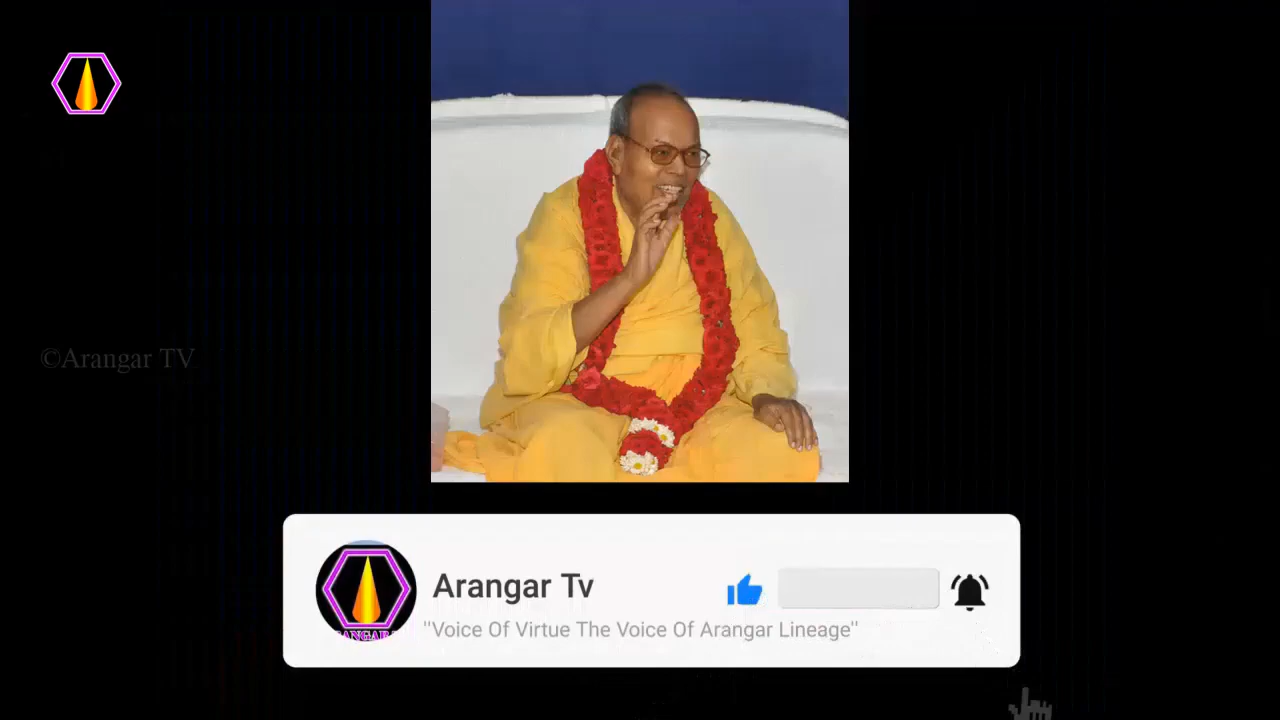 ©Arangar TV
Arangar Tv
"Voice Of Virtue The Voice Of Arangar Lineage"